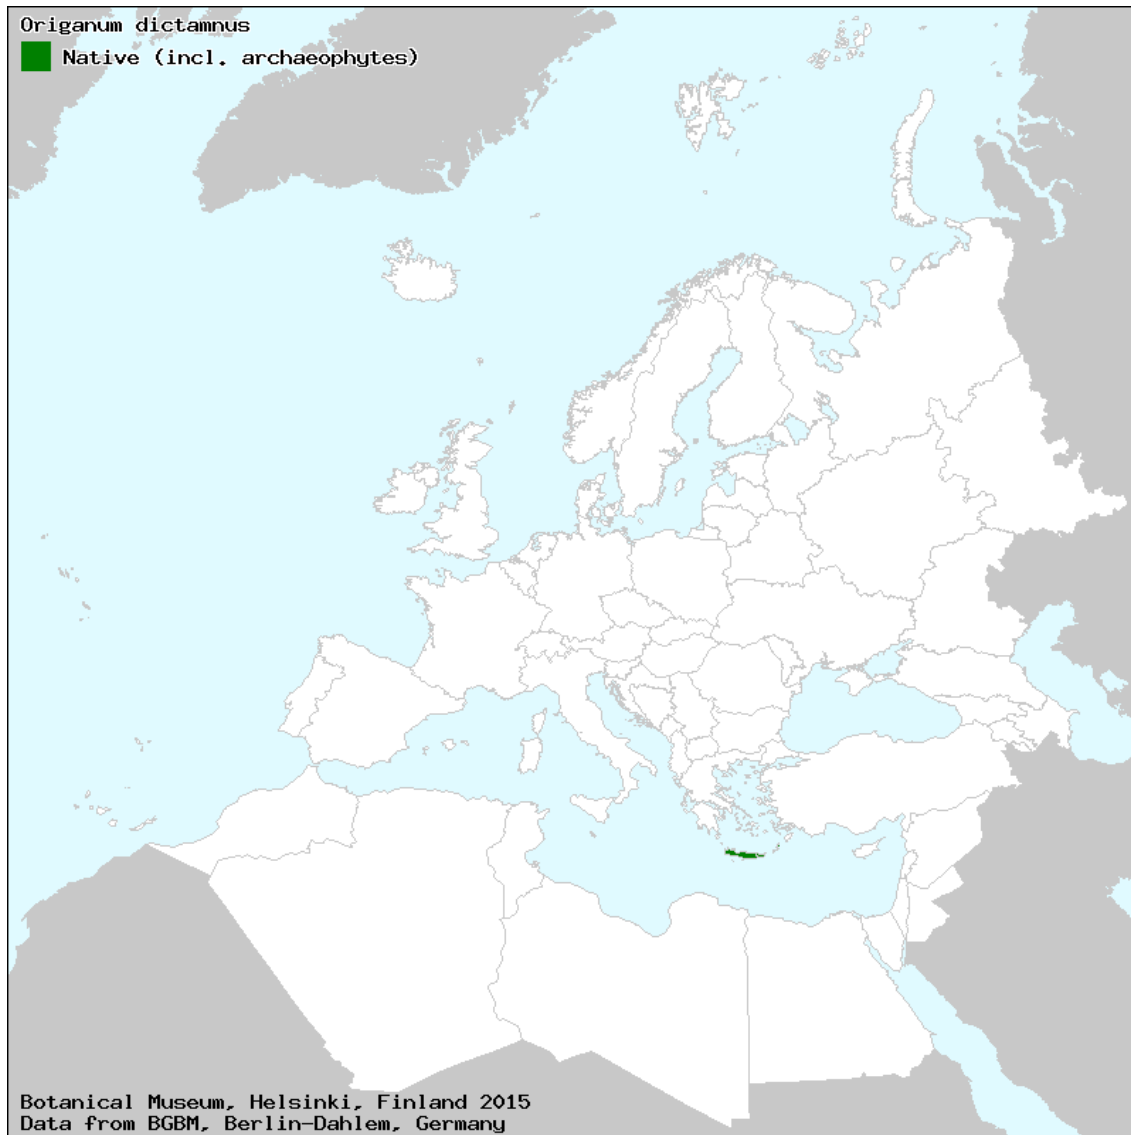 Origanum dictamnus
Native (incl. archaeophytes)
Botanical Museum, Helsinki, Finland 2015
Data from BGBM, Berlin-Dahlem, Germany